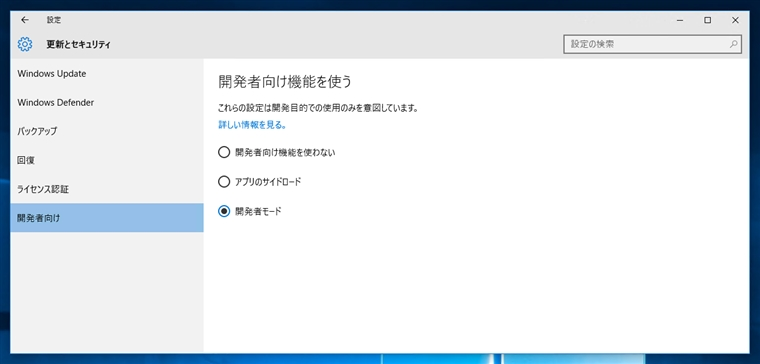 設定
更新とセキュリティ
設定の検索
Windows Update
Windows Defender
バックアップ
回復
ライセンス認証
開発者向け
開発者向け機能を使う
これらの設定は開発目的での使用のみを意図しています。
詳しい情報を見る。
開発者向け機能を使わない
アプリのサイドロード
開発者モード